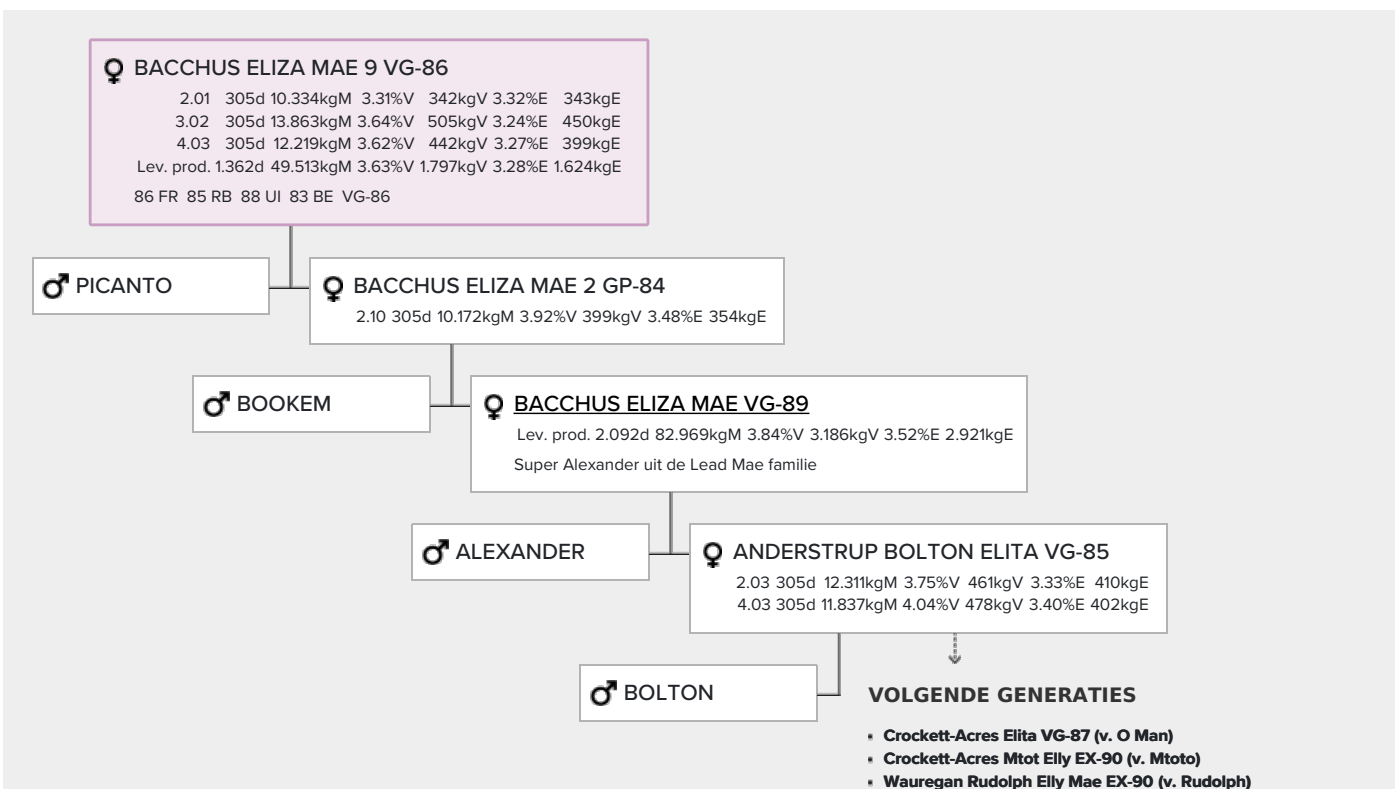 BACCHUS ELIZA MAE 9 VG-86
2.01 305d 10.334kgM 3.31%V 342kgV 3.32%E 343kgE
3.02 305d 13.863kgM 3.64%V 505kgV 3.24%E 450kgE
4.03 305d 12.219kgM 3.62%V 442kgV 3.27%E 399kgE
Lev. prod. 1.362d 49.513kgM 3.63%V 1.797kgV 3.28%E 1.624kgE
86 FR 85 RB 88 UI 83 BE VG-86
PICANTO
BACCHUS ELIZA MAE 2 GP-84
2.10 305d 10.172kgM 3.92%V 399kgV 3.48%E 354kgE
BOOKEM
BACCHUS ELIZA MAE VG-89
Lev. prod. 2.092d 82.969kgM 3.84%V 3.186kgV 3.52%E 2.921kgE
Super Alexander uit de Lead Mae familie
ALEXANDER
ANDERSTRUP BOLTON ELITA VG-85
2.03 305d 12.311kgM 3.75%V 461kgV 3.33%E 410kgE
4.03 305d 11.837kgM 4.04%V 478kgV 3.40%E 402kgE
BOLTON
VOLGENDE GENERATIES
Crockett-Acres Elita VG-87 (v. O Man)
Crockett-Acres Mtot Elly EX-90 (v. Mtoto)
Wauregan Rudolph Elly Mae EX-90 (v. Rudolph)